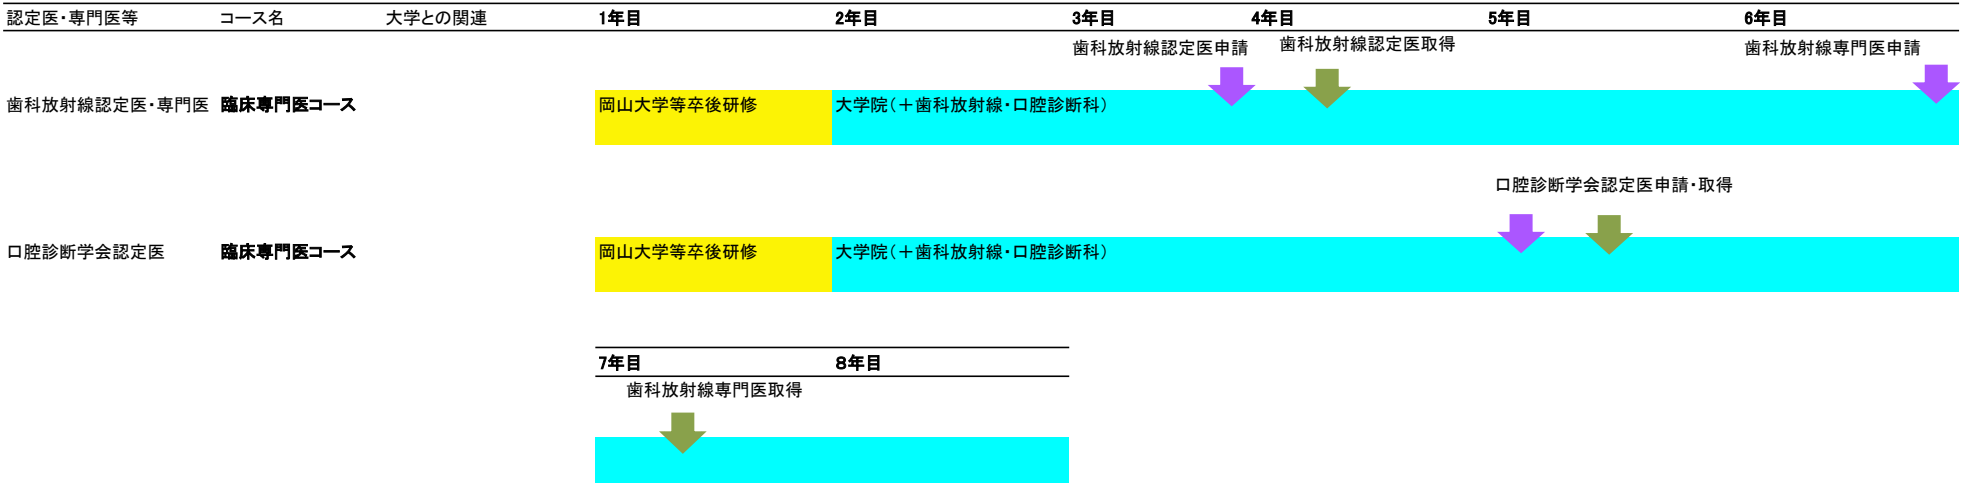 認定医・専門医等 コース名 大学との関連 1年目 2年目 3年目 4年目 5年目 6年目
歯科放射線認定医申請 歯科放射線認定医取得 歯科放射線専門医申請
歯科放射線認定医・専門医 臨床専門医コース 岡山大学等卒後研修 大学院(+歯科放射線・口腔診断科)
口腔診断学会認定医申請・取得
口腔診断学会認定医 臨床専門医コース 岡山大学等卒後研修 大学院(+歯科放射線・口腔診断科)
7年目 8年目
歯科放射線専門医取得